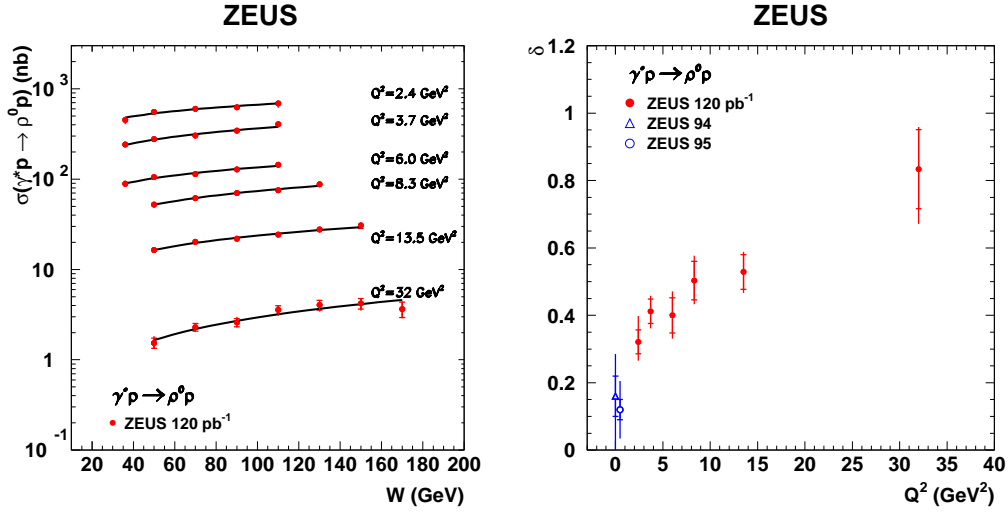 ZEUS
σ(γ*p → ρ⁰p) (nb)
10³
10²
10
1
10⁻¹
Q²=2.4 GeV²
Q²=3.7 GeV²
Q²=6.0 GeV²
Q²=8.3 GeV²
Q²=13.5 GeV²
Q²=32 GeV²
γ*p → ρ⁰p
ZEUS 120 pb⁻¹
20 40 60 80 100 120 140 160 180 200
W (GeV)
ZEUS
δ
1.2
1
0.8
0.6
0.4
0.2
0
γ*p → ρ⁰p
ZEUS 120 pb⁻¹
ZEUS 94
ZEUS 95
0 5 10 15 20 25 30 35 40
Q² (GeV²)